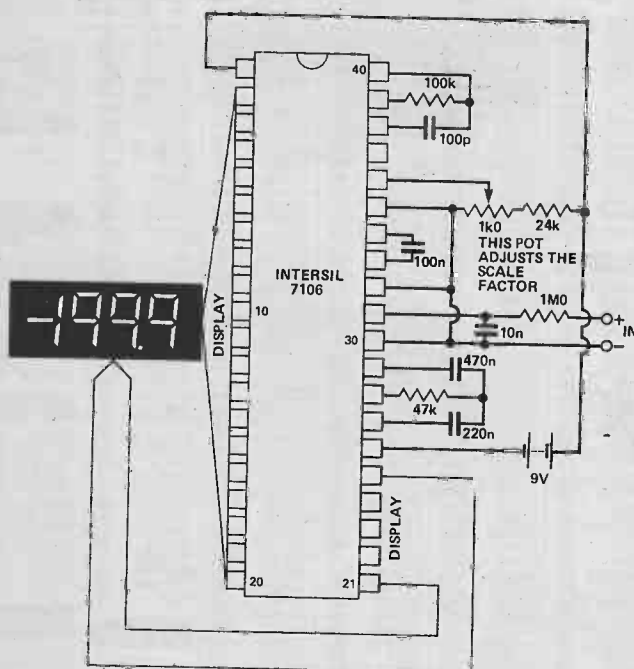 40
100k
100p
1k0
24k
THIS POT
ADJUSTS THE
SCALE
FACTOR
100n
INTERSIL
7106
1M0
+
IN
10n
-
-199.9
DISPLAY
10
30
470n
47k
220n
9V
DISPLAY
20
21